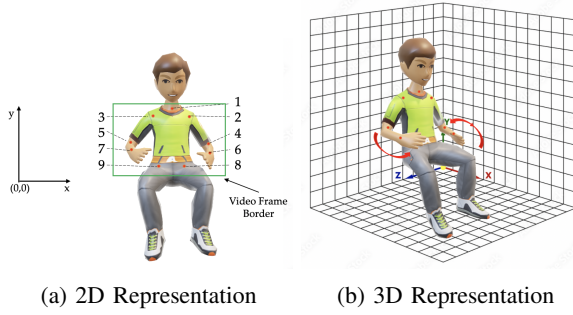 y
(0,0)
x
1
3
2
5
4
7
6
9
8
Video Frame
Border
Y
Z
X
(a) 2D Representation
(b) 3D Representation